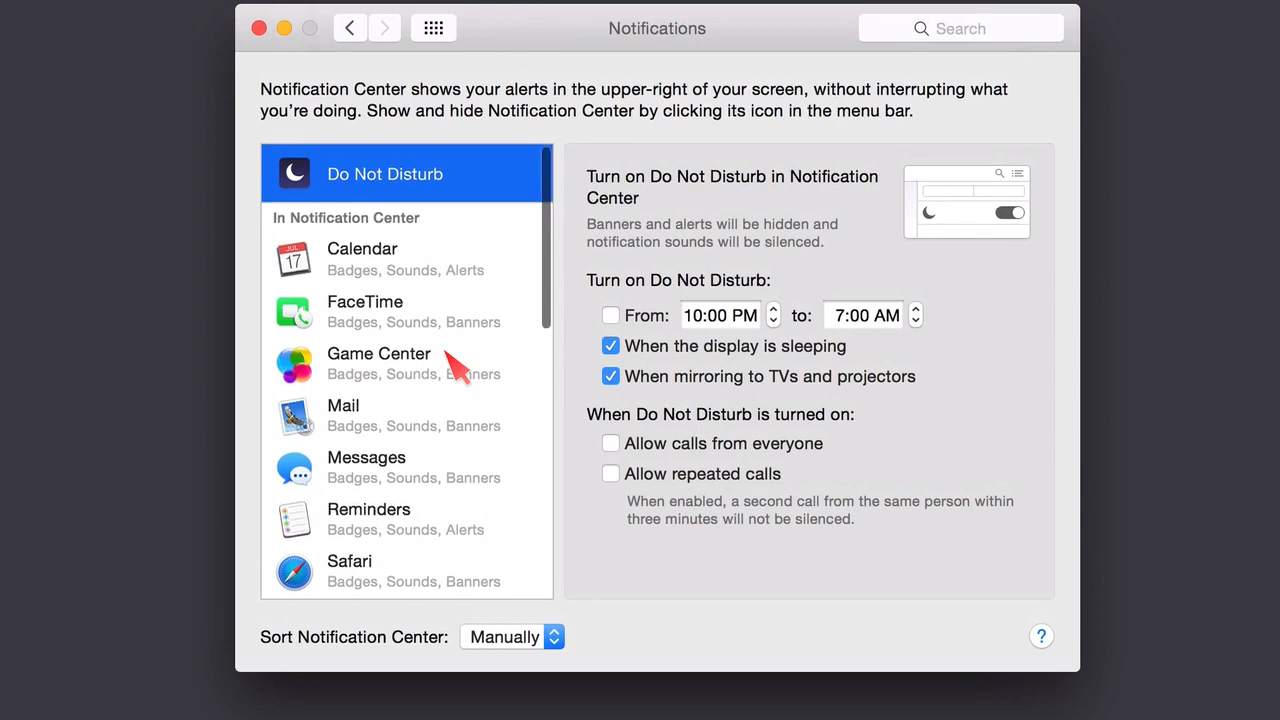 Notifications
Search
Notification Center shows your alerts in the upper-right of your screen, without interrupting what
you're doing. Show and hide Notification Center by clicking its icon in the menu bar.
Do Not Disturb
In Notification Center
JUL
17
Calendar
Badges, Sounds, Alerts
FaceTime
Badges, Sounds, Banners
Game Center
Badges, Sounds, Banners
Mail
Badges, Sounds, Banners
Messages
Badges, Sounds, Banners
Reminders
Badges, Sounds, Alerts
Safari
Badges, Sounds, Banners
Turn on Do Not Disturb in Notification
Center
Banners and alerts will be hidden and
notification sounds will be silenced.
Turn on Do Not Disturb:
From: 10:00 PM to: 7:00 AM
When the display is sleeping
When mirroring to TVs and projectors
When Do Not Disturb is turned on:
Allow calls from everyone
Allow repeated calls
When enabled, a second call from the same person within
three minutes will not be silenced.
Sort Notification Center: Manually
?